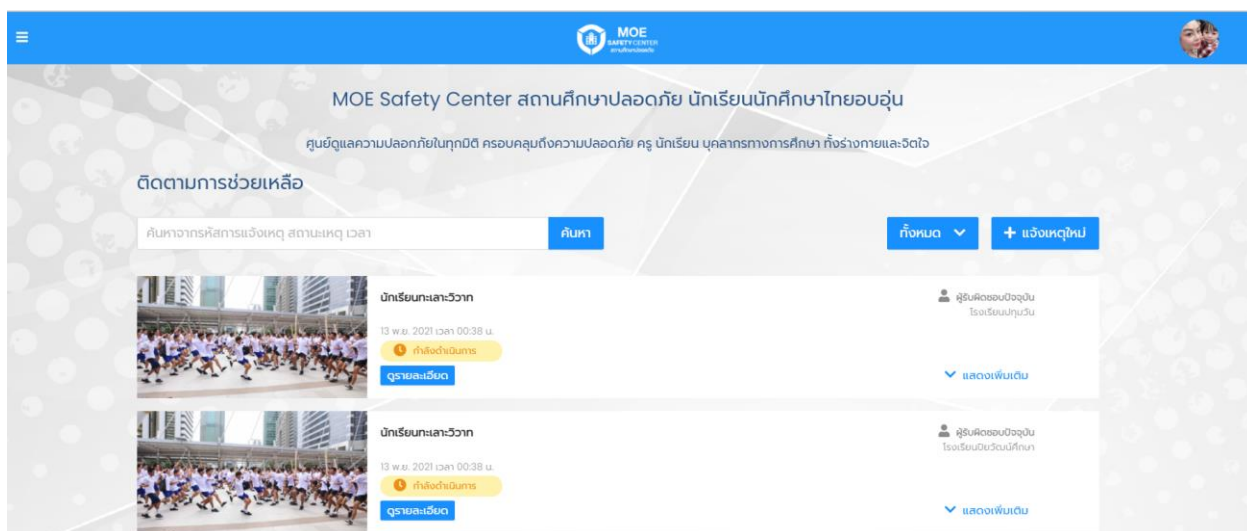 MOE
SAFETY CENTER
สถานศึกษาปลอดภัย
MOE Safety Center สถานศึกษาปลอดภัย นักเรียนนักศึกษาไทยอบอุ่น
ศูนย์ดูแลความปลอกภัยในทุกมิติ ครอบคลุมถึงความปลอดภัย ครู นักเรียน บุคลากรทางการศึกษา ทั้งร่างกายและจิตใจ
ติดตามการช่วยเหลือ
ค้นหาจากรหัสการแจ้งเหตุ สถานะเหตุ เวลา
ค้นหา
ทั้งหมด
+ แจ้งเหตุใหม่
นักเรียนทะเลาะวิวาท
ผู้รับผิดชอบปัจจุบัน
โรงเรียนปทุมวัน
13 พ.ย. 2021 เวลา 00:38 น.
กำลังดำเนินการ
ดูรายละเอียด
แสดงเพิ่มเติม
นักเรียนทะเลาะวิวาท
ผู้รับผิดชอบปัจจุบัน
โรงเรียนปิยวัฒน์ศึกษา
13 พ.ย. 2021 เวลา 00:38 น.
กำลังดำเนินการ
ดูรายละเอียด
แสดงเพิ่มเติม